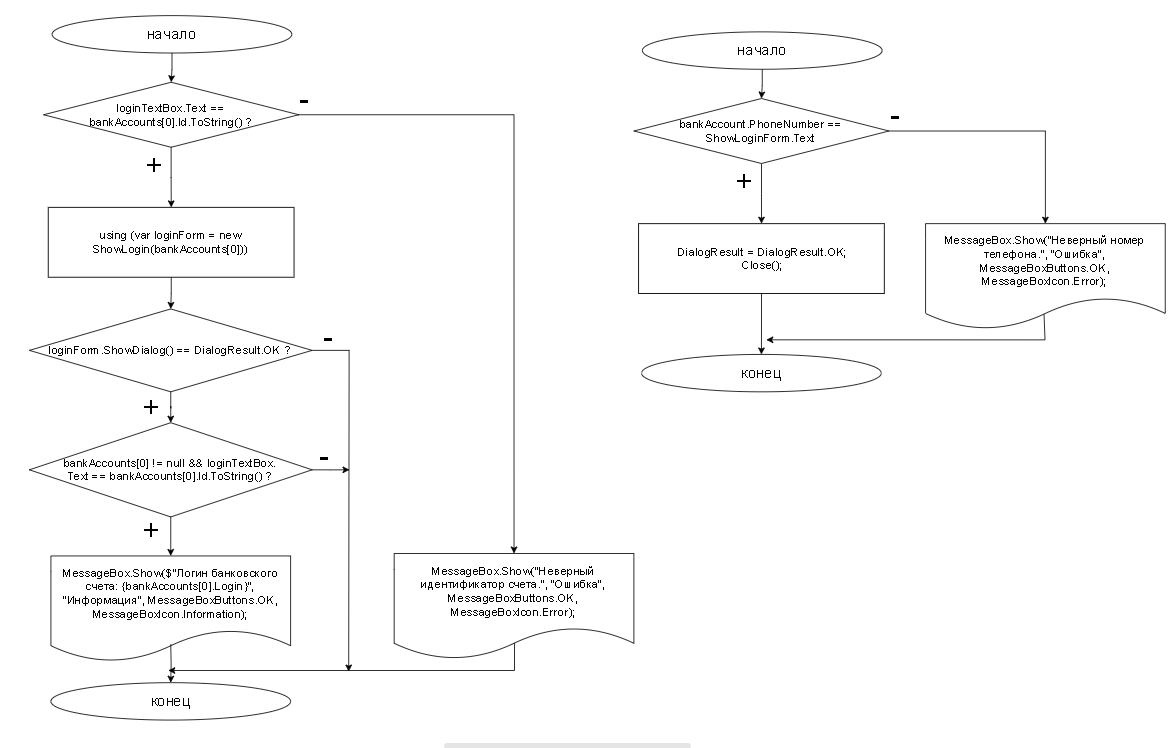 начало
loginTextBox.Text ==
bankAccounts[0].Id.ToString() ?
-
+
using (var loginForm = new
ShowLogin(bankAccounts[0]))
loginForm.ShowDialog() == DialogResult.OK ?
-
+
bankAccounts[0] != null && loginTextBox.
Text == bankAccounts[0].Id.ToString() ?
-
+
MessageBox.Show($"Логин банковского
счета: {bankAccounts[0].Login}",
"Информация", MessageBoxButtons.OK,
MessageBoxIcon.Information);
MessageBox.Show("Неверный
идентификатор счета.", "Ошибка",
MessageBoxButtons.OK,
MessageBoxIcon.Error);
конец
начало
bankAccount.PhoneNumber ==
ShowLoginForm.Text
-
+
DialogResult = DialogResult.OK;
Close();
MessageBox.Show("Неверный номер
телефона.", "Ошибка",
MessageBoxButtons.OK,
MessageBoxIcon.Error);
конец